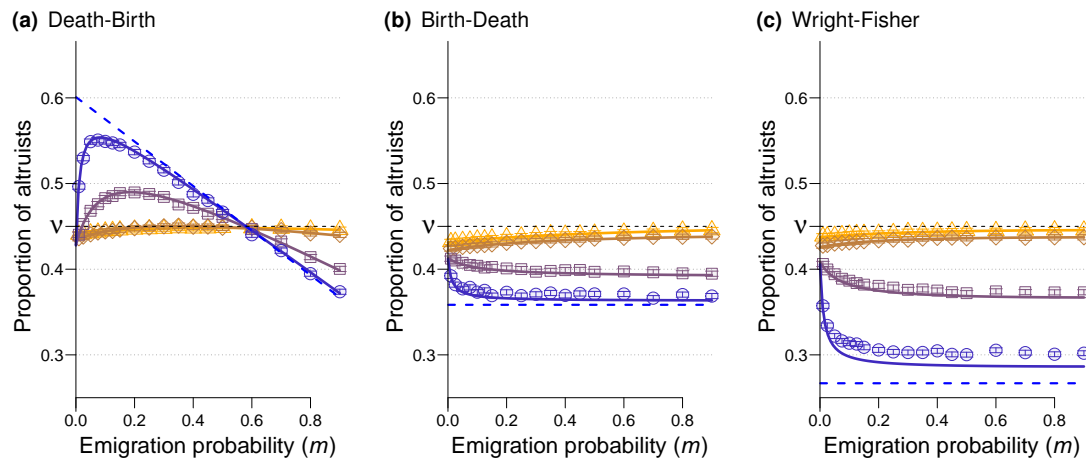 (a) Death-Birth
(b) Birth-Death
(c) Wright-Fisher
Proportion of altruists
0.6
0.5
ν
0.4
0.3
0.0 0.2 0.4 0.6 0.8
Emigration probability (m)
Proportion of altruists
0.6
0.5
ν
0.4
0.3
0.0 0.2 0.4 0.6 0.8
Emigration probability (m)
Proportion of altruists
0.6
0.5
ν
0.4
0.3
0.0 0.2 0.4 0.6 0.8
Emigration probability (m)